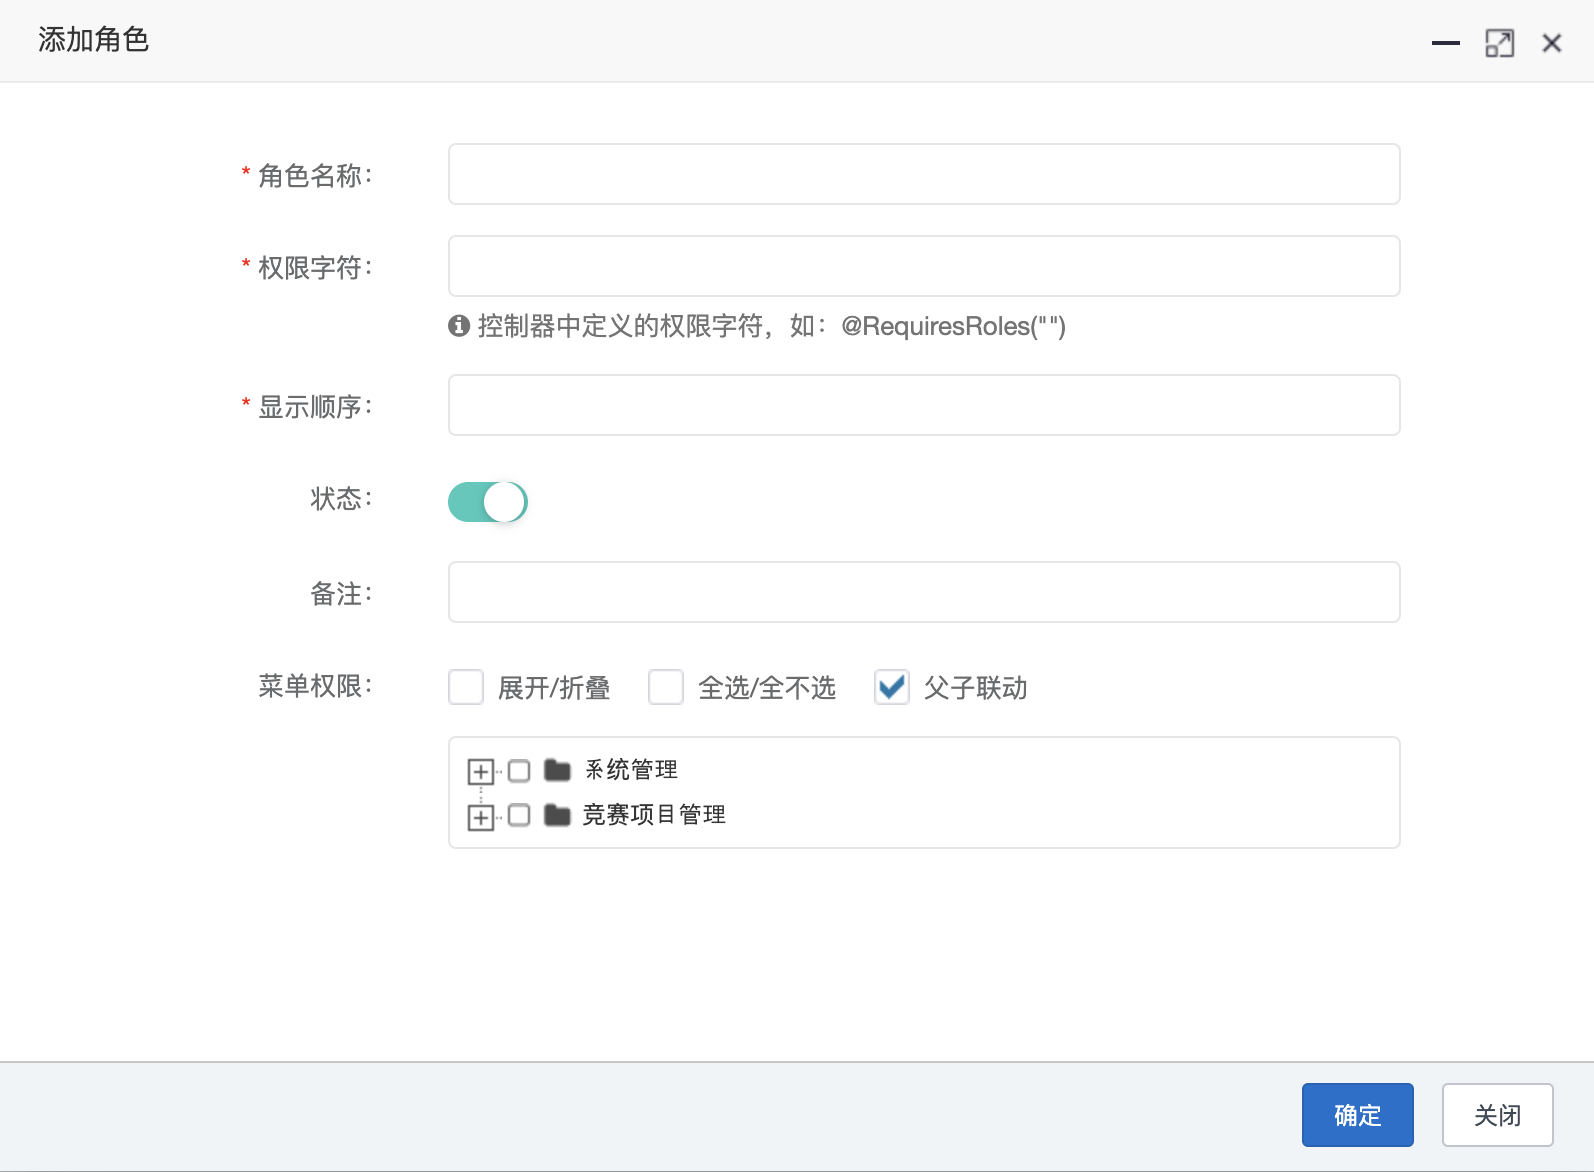 添加角色
* 角色名称：
* 权限字符：
控制器中定义的权限字符，如：@RequiresRoles("")
* 显示顺序：
状态：
备注：
菜单权限： 展开/折叠 全选/全不选 父子联动
系统管理
竞赛项目管理
确定 关闭